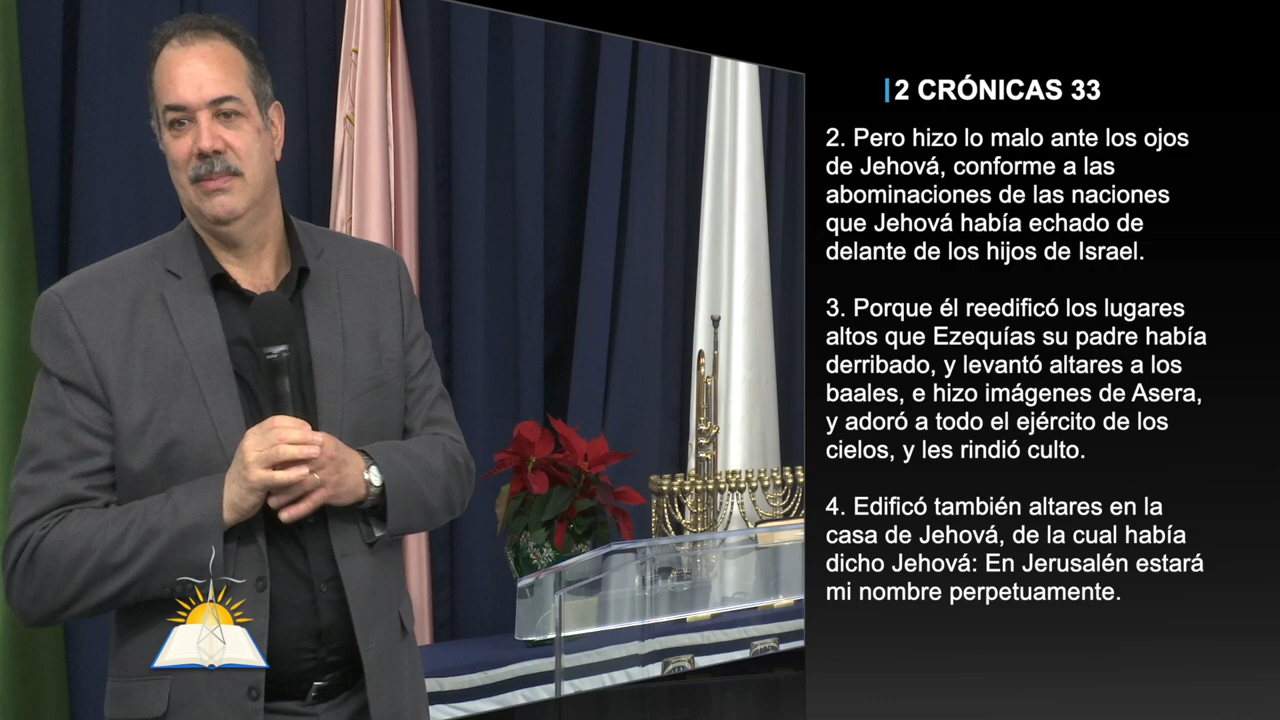 2 CRÓNICAS 33
2. Pero hizo lo malo ante los ojos
de Jehová, conforme a las
abominaciones de las naciones
que Jehová había echado de
delante de los hijos de Israel.
3. Porque él reedificó los lugares
altos que Ezequías su padre había
derribado, y levantó altares a los
baales, e hizo imágenes de Asera,
y adoró a todo el ejército de los
cielos, y les rindió culto.
4. Edificó también altares en la
casa de Jehová, de la cual había
dicho Jehová: En Jerusalén estará
mi nombre perpetuamente.